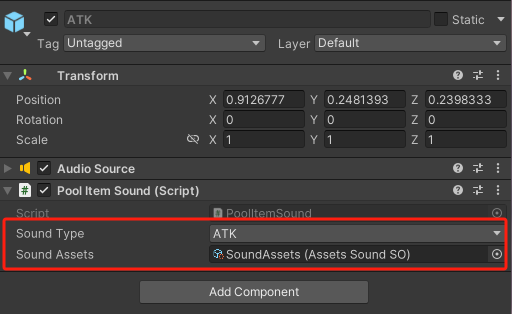 ATK Static
Tag Untagged Layer Default
Transform
Position X 0.9126777 Y 0.2481393 Z 0.2398333
Rotation X 0 Y 0 Z 0
Scale X 1 Y 1 Z 1
Audio Source
# Pool Item Sound (Script)
Script PoolItemSound
Sound Type ATK
Sound Assets SoundAssets (Assets Sound SO)
Add Component